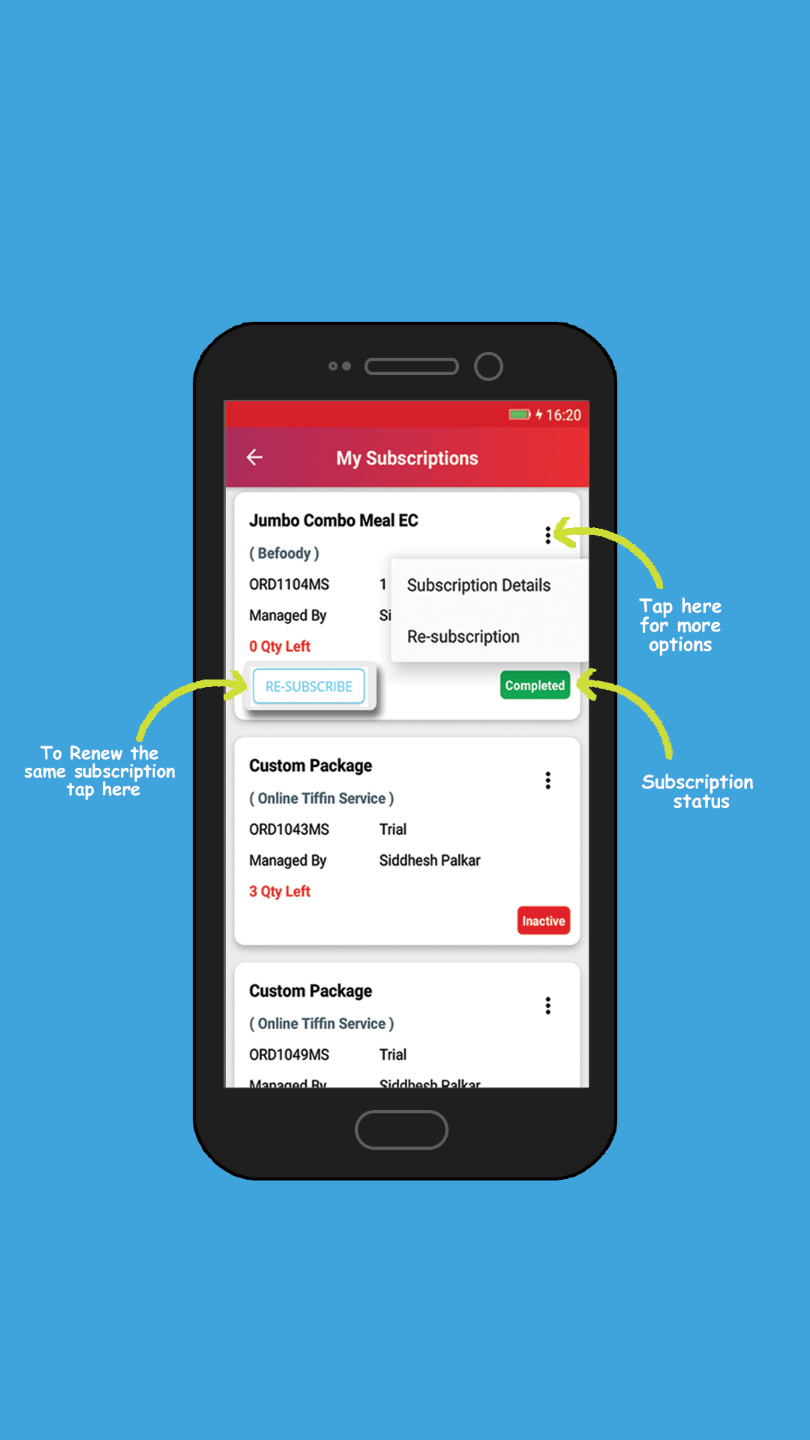 16:20
My Subscriptions
Jumbo Combo Meal EC
( Befoody )
ORD1104MS 1
Subscription Details
Managed By Si
Re-subscription
0 Qty Left
RE-SUBSCRIBE
Completed
Tap here
for more
options
To Renew the
same subscription
tap here
Subscription
status
Custom Package
( Online Tiffin Service )
ORD1043MS Trial
Managed By Siddhesh Palkar
3 Qty Left
Inactive
Custom Package
( Online Tiffin Service )
ORD1049MS Trial
Managed By Siddhesh Palkar